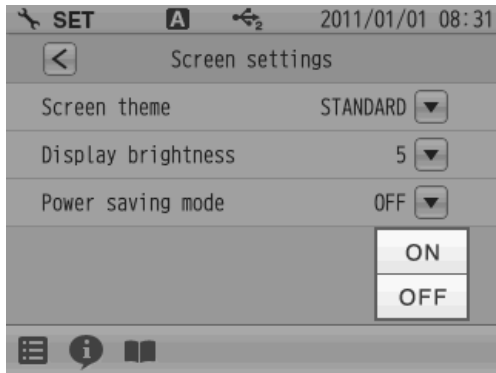 SET A 2 2011/01/01 08:31
Screen settings
Screen theme STANDARD
Display brightness 5
Power saving mode OFF
ON
OFF